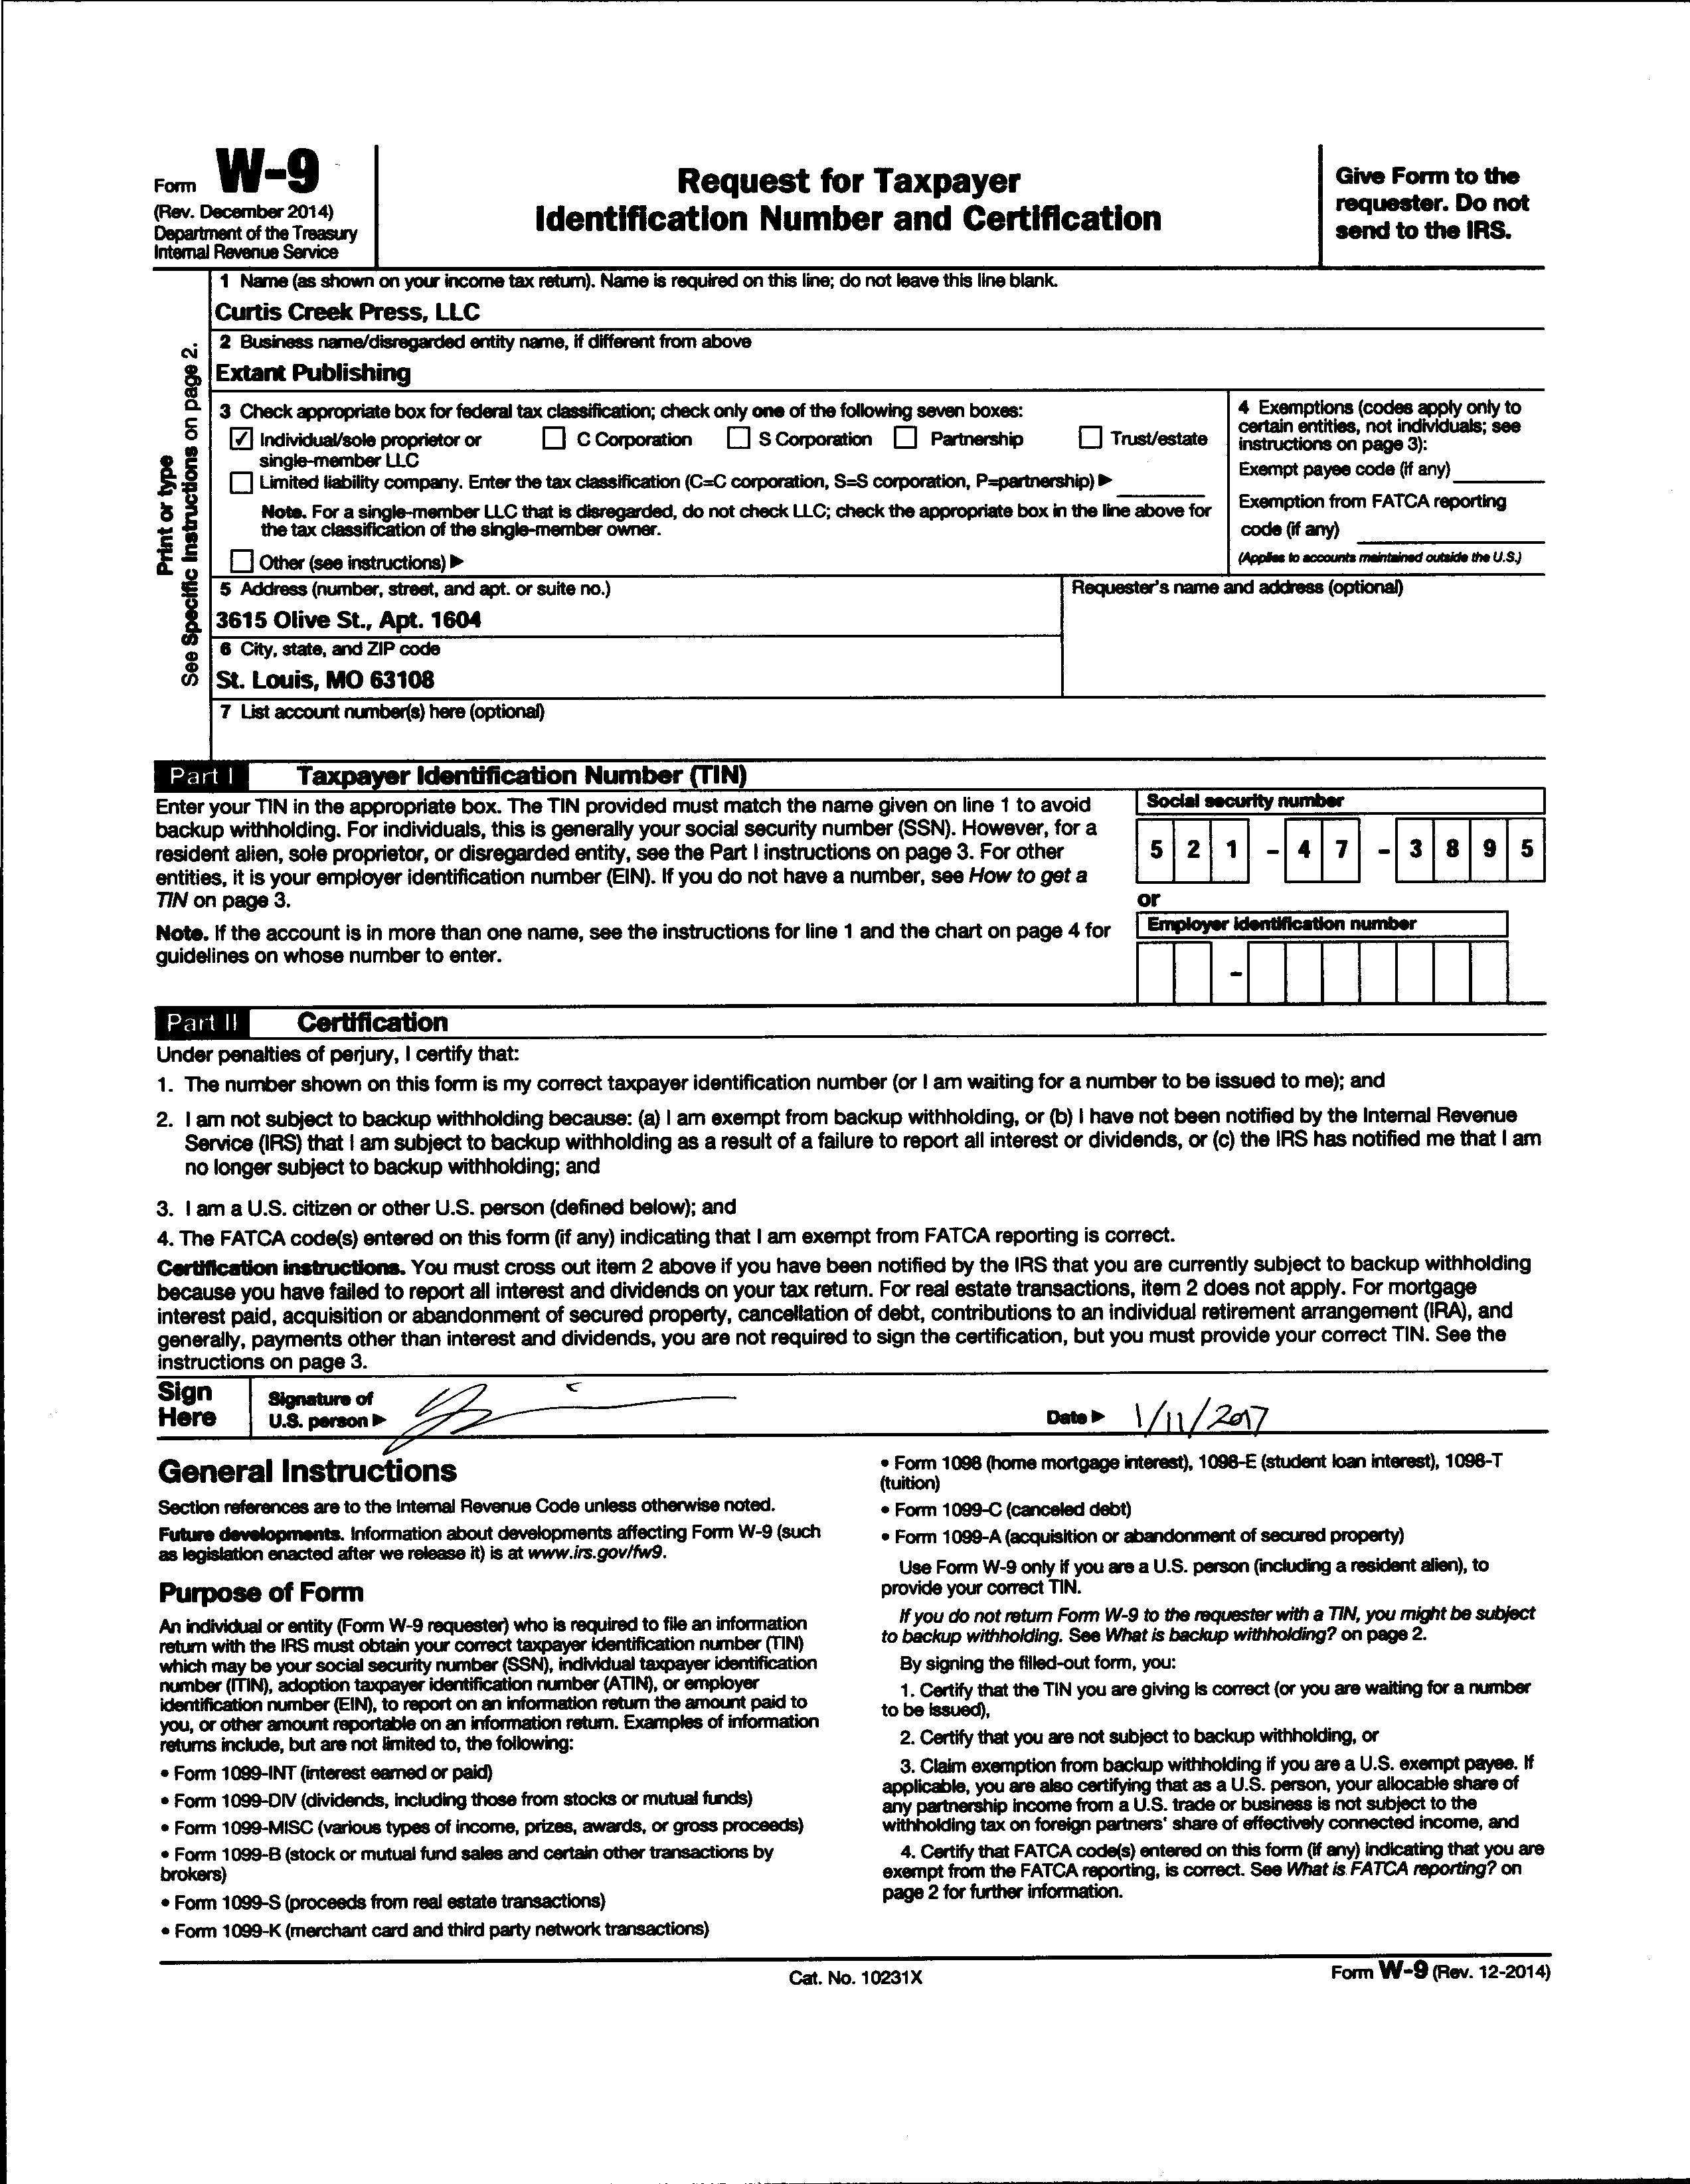 Form W-9
(Rev. December 2014)
Department of the Treasury
Internal Revenue Service
Request for Taxpayer
Identification Number and Certification
Give Form to the
requester. Do not
send to the IRS.
Print or type
See Specific Instructions on page 2.
1 Name (as shown on your income tax return). Name is required on this line; do not leave this line blank.
Curtis Creek Press, LLC
2 Business name/disregarded entity name, if different from above
Extant Publishing
3 Check appropriate box for federal tax classification; check only one of the following seven boxes:
✓ Individual/sole proprietor or C Corporation S Corporation Partnership Trust/estate
single-member LLC
Limited liability company. Enter the tax classification (C=C corporation, S=S corporation, P=partnership) ►
Note. For a single-member LLC that is disregarded, do not check LLC; check the appropriate box in the line above for
the tax classification of the single-member owner.
Other (see instructions) ►
4 Exemptions (codes apply only to
certain entities, not individuals; see
instructions on page 3):
Exempt payee code (if any)
Exemption from FATCA reporting
code (if any)
(Applies to accounts maintained outside the U.S.)
5 Address (number, street, and apt. or suite no.)
3615 Olive St., Apt. 1604
Requester's name and address (optional)
6 City, state, and ZIP code
St. Louis, MO 63108
7 List account number(s) here (optional)
Part I Taxpayer Identification Number (TIN)
Enter your TIN in the appropriate box. The TIN provided must match the name given on line 1 to avoid
backup withholding. For individuals, this is generally your social security number (SSN). However, for a
resident alien, sole proprietor, or disregarded entity, see the Part I instructions on page 3. For other
entities, it is your employer identification number (EIN). If you do not have a number, see How to get a
TIN on page 3.
Note. If the account is in more than one name, see the instructions for line 1 and the chart on page 4 for
guidelines on whose number to enter.
Social security number
5 2 1 - 4 7 - 3 8 9 5
or
Employer identification number
-
Part II Certification
Under penalties of perjury, I certify that:
1. The number shown on this form is my correct taxpayer identification number (or I am waiting for a number to be issued to me); and
2. I am not subject to backup withholding because: (a) I am exempt from backup withholding, or (b) I have not been notified by the Internal Revenue
Service (IRS) that I am subject to backup withholding as a result of a failure to report all interest or dividends, or (c) the IRS has notified me that I am
no longer subject to backup withholding; and
3. I am a U.S. citizen or other U.S. person (defined below); and
4. The FATCA code(s) entered on this form (if any) indicating that I am exempt from FATCA reporting is correct.
Certification instructions. You must cross out item 2 above if you have been notified by the IRS that you are currently subject to backup withholding
because you have failed to report all interest and dividends on your tax return. For real estate transactions, item 2 does not apply. For mortgage
interest paid, acquisition or abandonment of secured property, cancellation of debt, contributions to an individual retirement arrangement (IRA), and
generally, payments other than interest and dividends, you are not required to sign the certification, but you must provide your correct TIN. See the
instructions on page 3.
Sign
Here
Signature of
U.S. person ►
Date ► 1/11/2017
General Instructions
Section references are to the Internal Revenue Code unless otherwise noted.
Future developments. Information about developments affecting Form W-9 (such
as legislation enacted after we release it) is at www.irs.gov/fw9.
Purpose of Form
An individual or entity (Form W-9 requester) who is required to file an information
return with the IRS must obtain your correct taxpayer identification number (TIN)
which may be your social security number (SSN), individual taxpayer identification
number (ITIN), adoption taxpayer identification number (ATIN), or employer
identification number (EIN), to report on an information return the amount paid to
you, or other amount reportable on an information return. Examples of information
returns include, but are not limited to, the following:
• Form 1099-INT (interest earned or paid)
• Form 1099-DIV (dividends, including those from stocks or mutual funds)
• Form 1099-MISC (various types of income, prizes, awards, or gross proceeds)
• Form 1099-B (stock or mutual fund sales and certain other transactions by
brokers)
• Form 1099-S (proceeds from real estate transactions)
• Form 1099-K (merchant card and third party network transactions)
• Form 1098 (home mortgage interest), 1098-E (student loan interest), 1098-T
(tuition)
• Form 1099-C (canceled debt)
• Form 1099-A (acquisition or abandonment of secured property)
Use Form W-9 only if you are a U.S. person (including a resident alien), to
provide your correct TIN.
If you do not return Form W-9 to the requester with a TIN, you might be subject
to backup withholding. See What is backup withholding? on page 2.
By signing the filled-out form, you:
1. Certify that the TIN you are giving is correct (or you are waiting for a number
to be issued),
2. Certify that you are not subject to backup withholding, or
3. Claim exemption from backup withholding if you are a U.S. exempt payee. If
applicable, you are also certifying that as a U.S. person, your allocable share of
any partnership income from a U.S. trade or business is not subject to the
withholding tax on foreign partners' share of effectively connected income, and
4. Certify that FATCA code(s) entered on this form (if any) indicating that you are
exempt from the FATCA reporting, is correct. See What is FATCA reporting? on
page 2 for further information.
Cat. No. 10231X
Form W-9 (Rev. 12-2014)